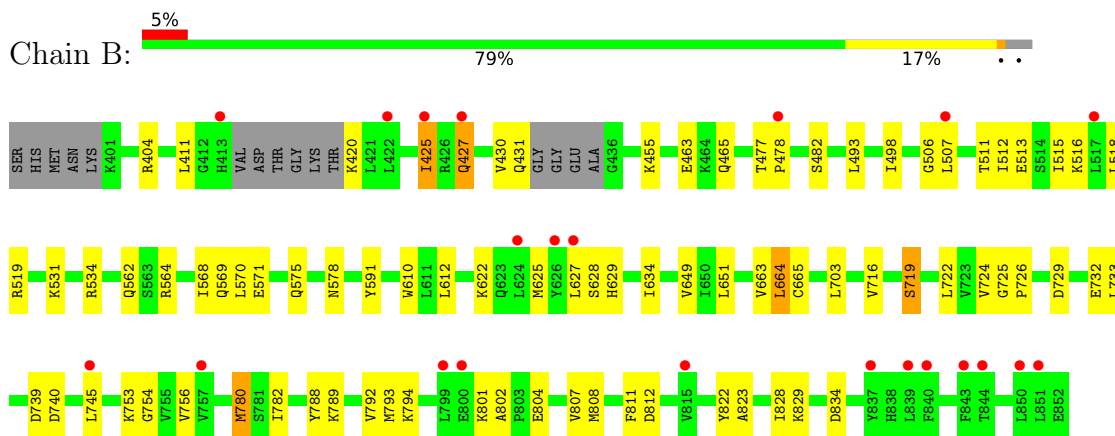 5%
Chain B:
79% 17% • •
SER HIS MET ASN LYS K401 R404 L411 G412 H413 VAL ASP THR GLY LYS THR K420 L421 L422 I425 R426 Q427 V430 Q431 GLY GLY GLU ALA G436 K455 E463 K464 Q465 T477 P478 S482 L493 I498 G506 L507 T511 I512 E513 S514 I515 K516 L517 L518
R519 K531 R534 Q562 S563 R564 I568 Q569 L570 E571 Q575 N578 Y591 W610 L611 L612 K622 Q623 L624 M625 Y626 L627 S628 H629 I634 V649 I650 L651 V663 L664 C665 L703 V716 S719 L722 V723 V724 G725 P726 D729 E732 L733
D739 D740 L745 K753 G754 V755 V756 V757 M780 S781 I782 Y788 K789 V792 M793 K794 L799 E800 K801 A802 P803 E804 V807 M808 F811 D812 V815 Y822 A823 I828 K829 D834 Y837 H838 L839 F840 F843 T844 L850 L851 E852